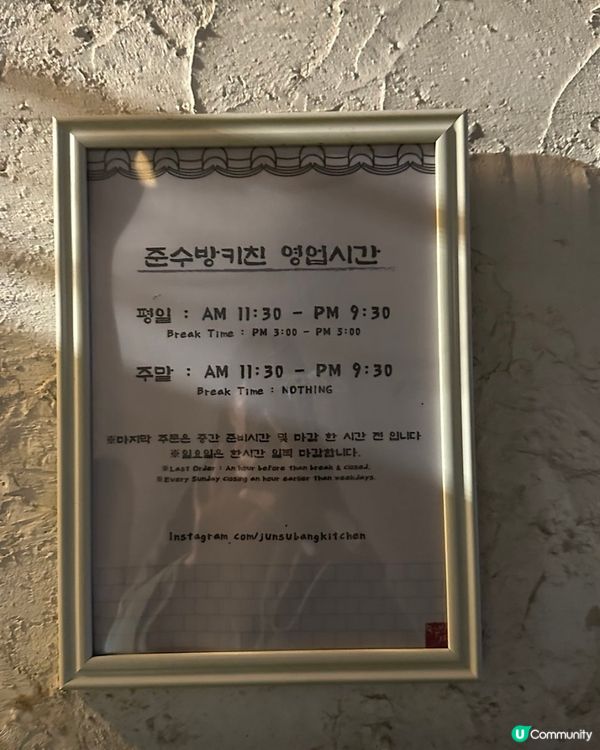 준수방키친 영업시간
평일 : AM 11:30 - PM 9:30
Break Time : PM 3:00 - PM 5:00
주말 : AM 11:30 - PM 9:30
Break Time : NOTHING
※마지막 주문은 중간 준비시간 및 마감 한 시간 전 입니다
※일요일은 한시간 일찍 마감합니다.
※Last Order : An hour before than break & closed.
※Every Sunday closing an hour earlier than weekdays.
Instagram.com/junsubangkitchen
U Community